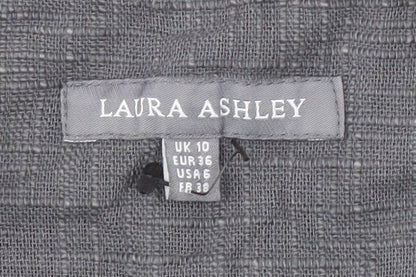 LAURA ASHLEY
UK 10
EUR 36
USA 6
FR 38